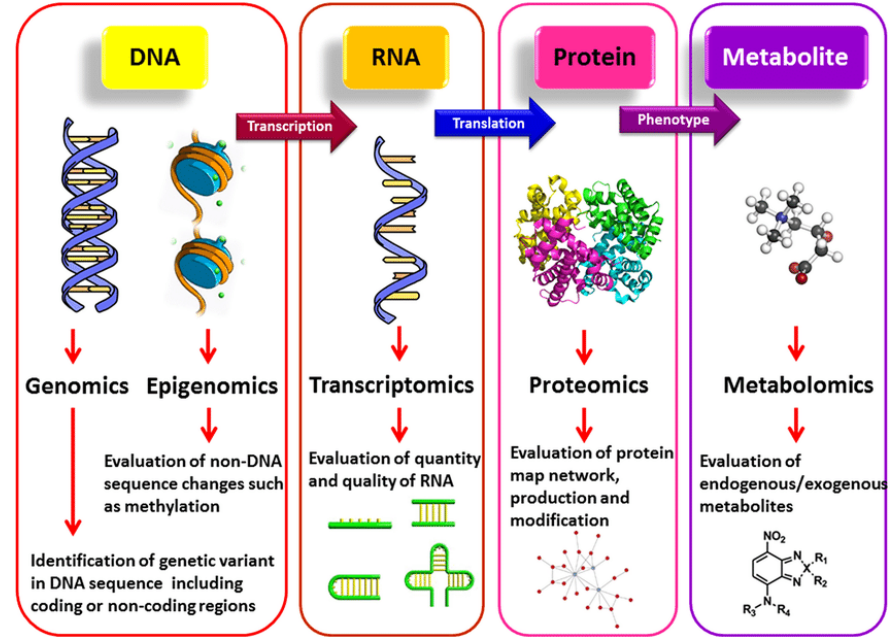 DNA
RNA
Protein
Metabolite
Transcription
Translation
Phenotype
Genomics
Epigenomics
Transcriptomics
Proteomics
Metabolomics
Evaluation of non-DNA
sequence changes such
as methylation
Identification of genetic variant
in DNA sequence including
coding or non-coding regions
Evaluation of quantity
and quality of RNA
Evaluation of protein
map network,
production and
modification
Evaluation of
endogenous/exogenous
metabolites
NO₂
N R₁
X
N R₂
N
R₃ R₄